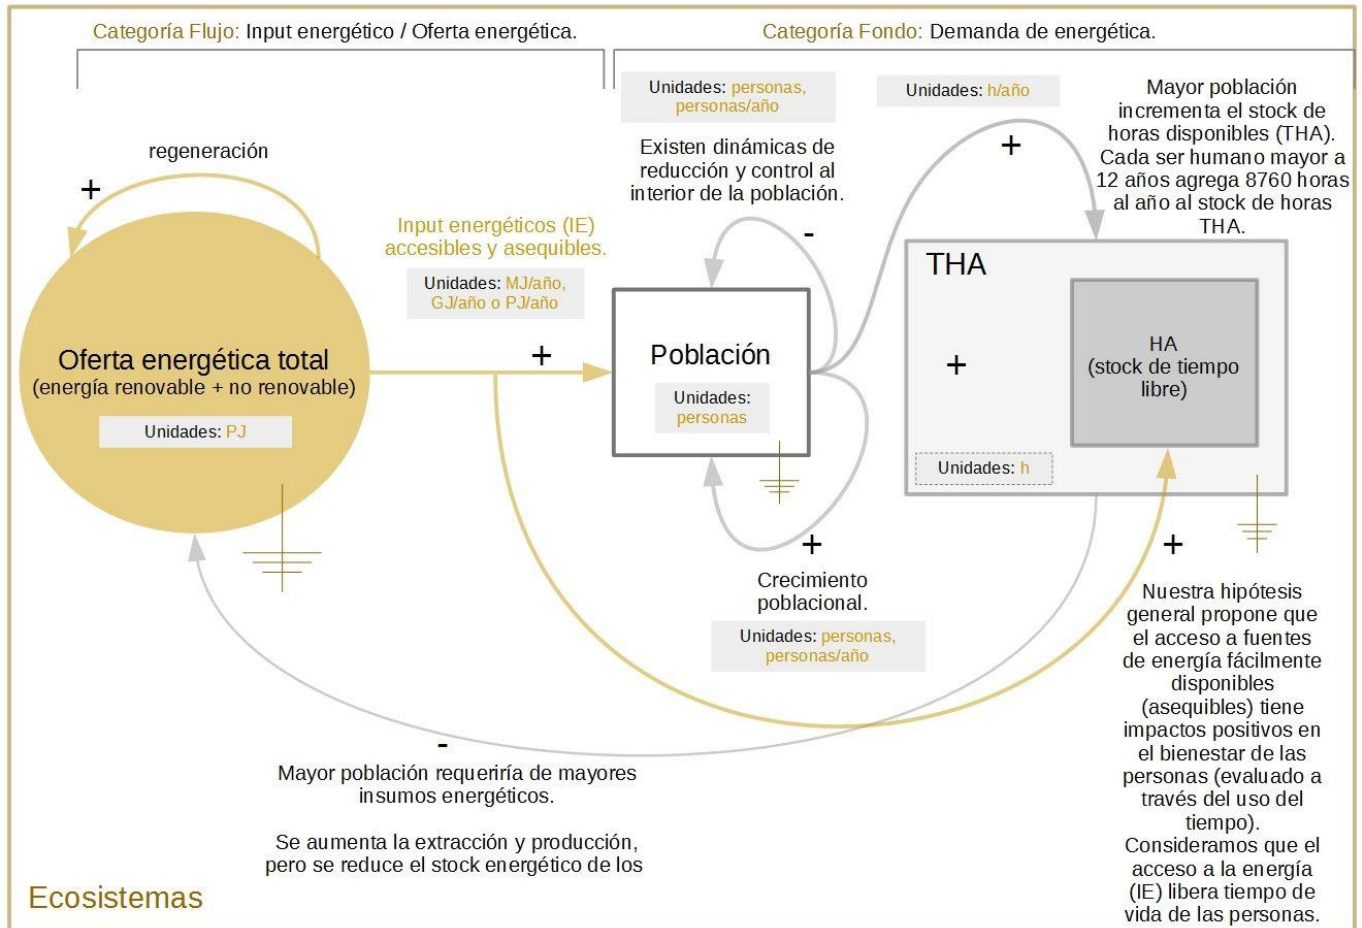 Categoría Flujo: Input energético / Oferta energética.
Categoría Fondo: Demanda de energética.
regeneración
+
Oferta energética total
(energía renovable + no renovable)
Unidades: PJ
Input energéticos (IE)
accesibles y asequibles.
Unidades: MJ/año,
GJ/año o PJ/año
+
Unidades: personas,
personas/año
Existen dinámicas de
reducción y control al
interior de la población.
-
Población
Unidades:
personas
+
Crecimiento
poblacional.
Unidades: personas,
personas/año
Unidades: h/año
+
Mayor población
incrementa el stock de
horas disponibles (THA).
Cada ser humano mayor a
12 años agrega 8760 horas
al año al stock de horas
THA.
THA
+
HA
(stock de tiempo
libre)
Unidades: h
+
Nuestra hipótesis
general propone que
el acceso a fuentes
de energía fácilmente
disponibles
(asequibles) tiene
impactos positivos en
el bienestar de las
personas (evaluado a
través del uso del
tiempo).
Consideramos que el
acceso a la energía
(IE) libera tiempo de
vida de las personas.
-
Mayor población requeriría de mayores
insumos energéticos.
Se aumenta la extracción y producción,
pero se reduce el stock energético de los
Ecosistemas